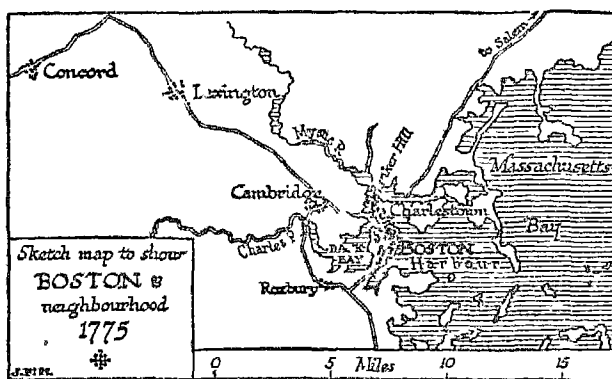 to Salem
Concord
Lexington
Mystic R.
Bunker Hill
Massachusetts
Bay
Cambridge
Charlestown
Charles R.
BACK
BAY
BOSTON
Harbour
Roxbury
Sketch map to show
BOSTON &
neighbourhood
1775
0 Miles 5 10 15